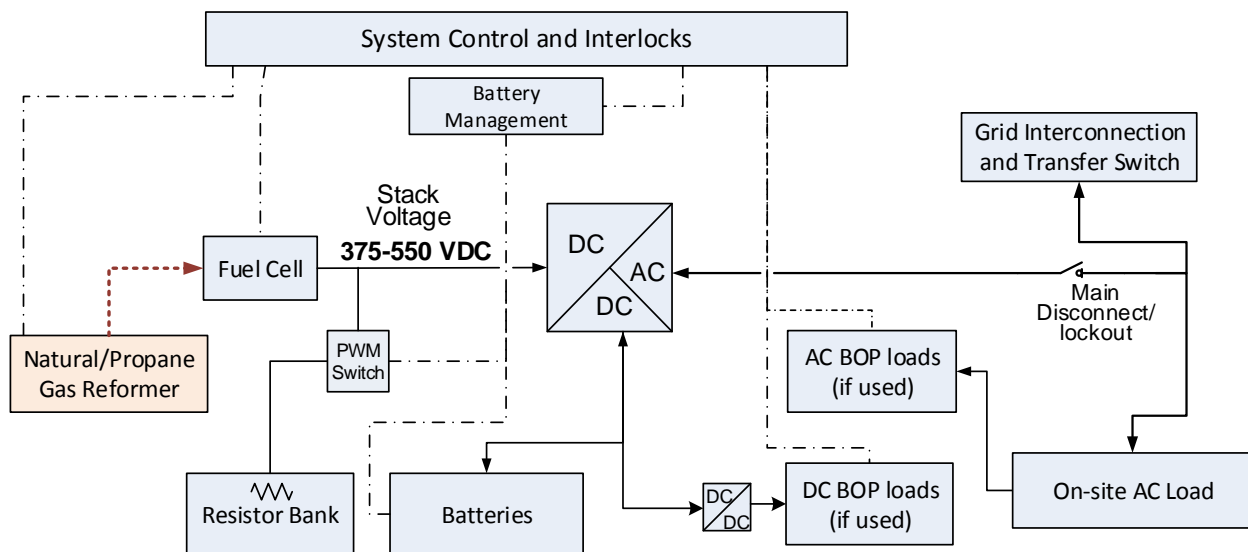 System Control and Interlocks
Battery
Management
Grid Interconnection
and Transfer Switch
Stack
Voltage
375-550 VDC
Fuel Cell
DC
AC
DC
Main
Disconnect/
lockout
Natural/Propane
Gas Reformer
PWM
Switch
AC BOP loads
(if used)
Resistor Bank
Batteries
DC
DC
DC BOP loads
(if used)
On-site AC Load